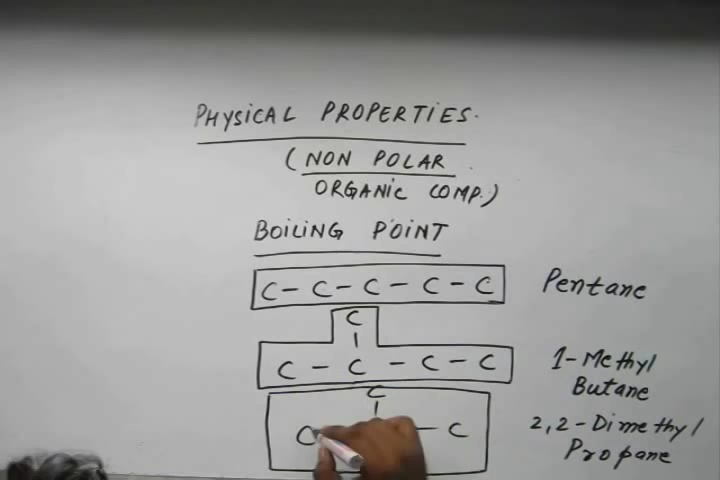 PHYSICAL PROPERTIES.
(NON POLAR
ORGANIC COMP.)
BOILING POINT
C-C-C-C-C Pentane
C
|
C-C-C-C 1-Methyl
Butane
C
|
C -C 2,2-Dimethyl
Propane